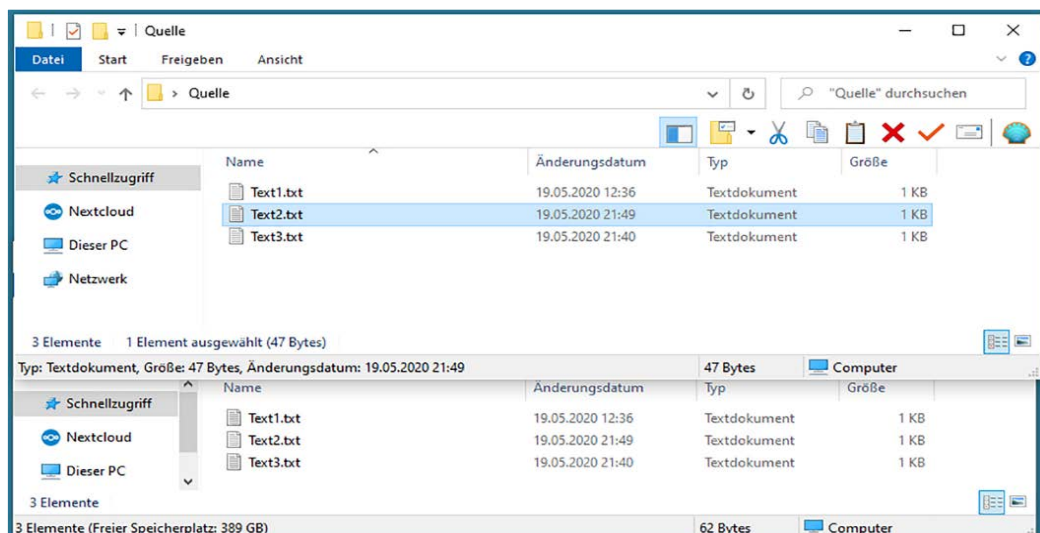 Quelle
Datei Start Freigeben Ansicht
Quelle "Quelle" durchsuchen
Name Änderungsdatum Typ Größe
Schnellzugriff
Text1.txt 19.05.2020 12:36 Textdokument 1 KB
Nextcloud
Text2.txt 19.05.2020 21:49 Textdokument 1 KB
Text3.txt 19.05.2020 21:40 Textdokument 1 KB
Dieser PC
Netzwerk
3 Elemente 1 Element ausgewählt (47 Bytes)
Typ: Textdokument, Größe: 47 Bytes, Änderungsdatum: 19.05.2020 21:49 47 Bytes Computer
Name Änderungsdatum Typ Größe
Schnellzugriff
Text1.txt 19.05.2020 12:36 Textdokument 1 KB
Nextcloud
Text2.txt 19.05.2020 21:49 Textdokument 1 KB
Text3.txt 19.05.2020 21:40 Textdokument 1 KB
Dieser PC
3 Elemente
3 Elemente (Freier Speicherplatz: 389 GB) 62 Bytes Computer